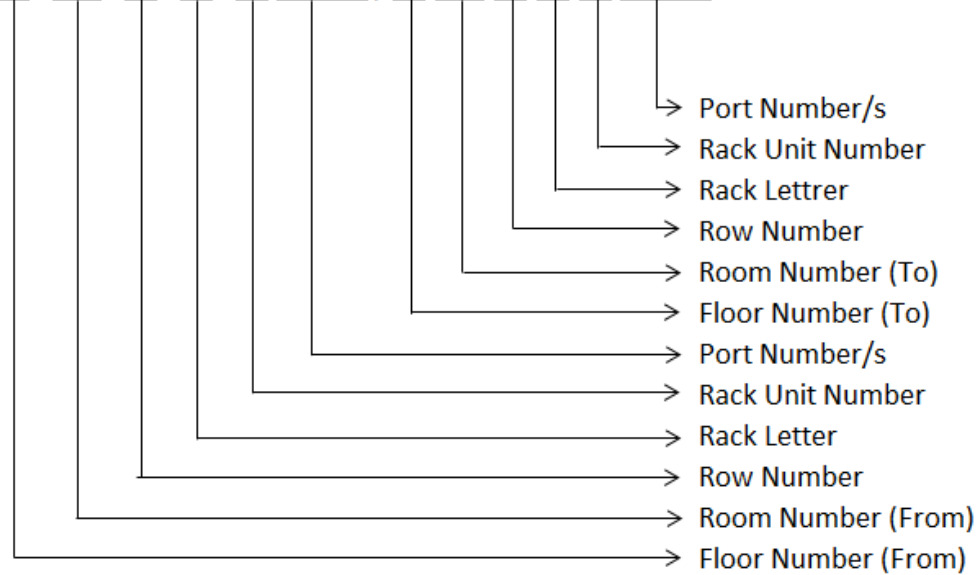 Port Number/s
Rack Unit Number
Rack Lettrer
Row Number
Room Number (To)
Floor Number (To)
Port Number/s
Rack Unit Number
Rack Letter
Row Number
Room Number (From)
Floor Number (From)